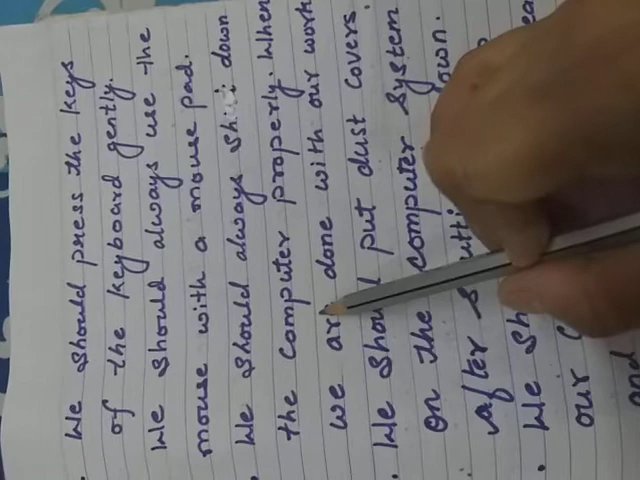 We should press the keys
of the keyboard gently.
We should always use the
mouse with a mouse pad.
We should always shut down
the computer properly. When
we are done with our work
We should put dust covers.
on the computer system
after down.
We
our
and